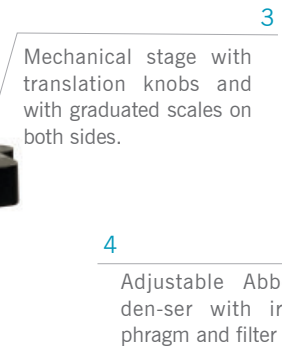 3
Mechanical stage with
translation knobs and
with graduated scales on
both sides.
4
Adjustable Abb
den-ser with ir
phragm and filter